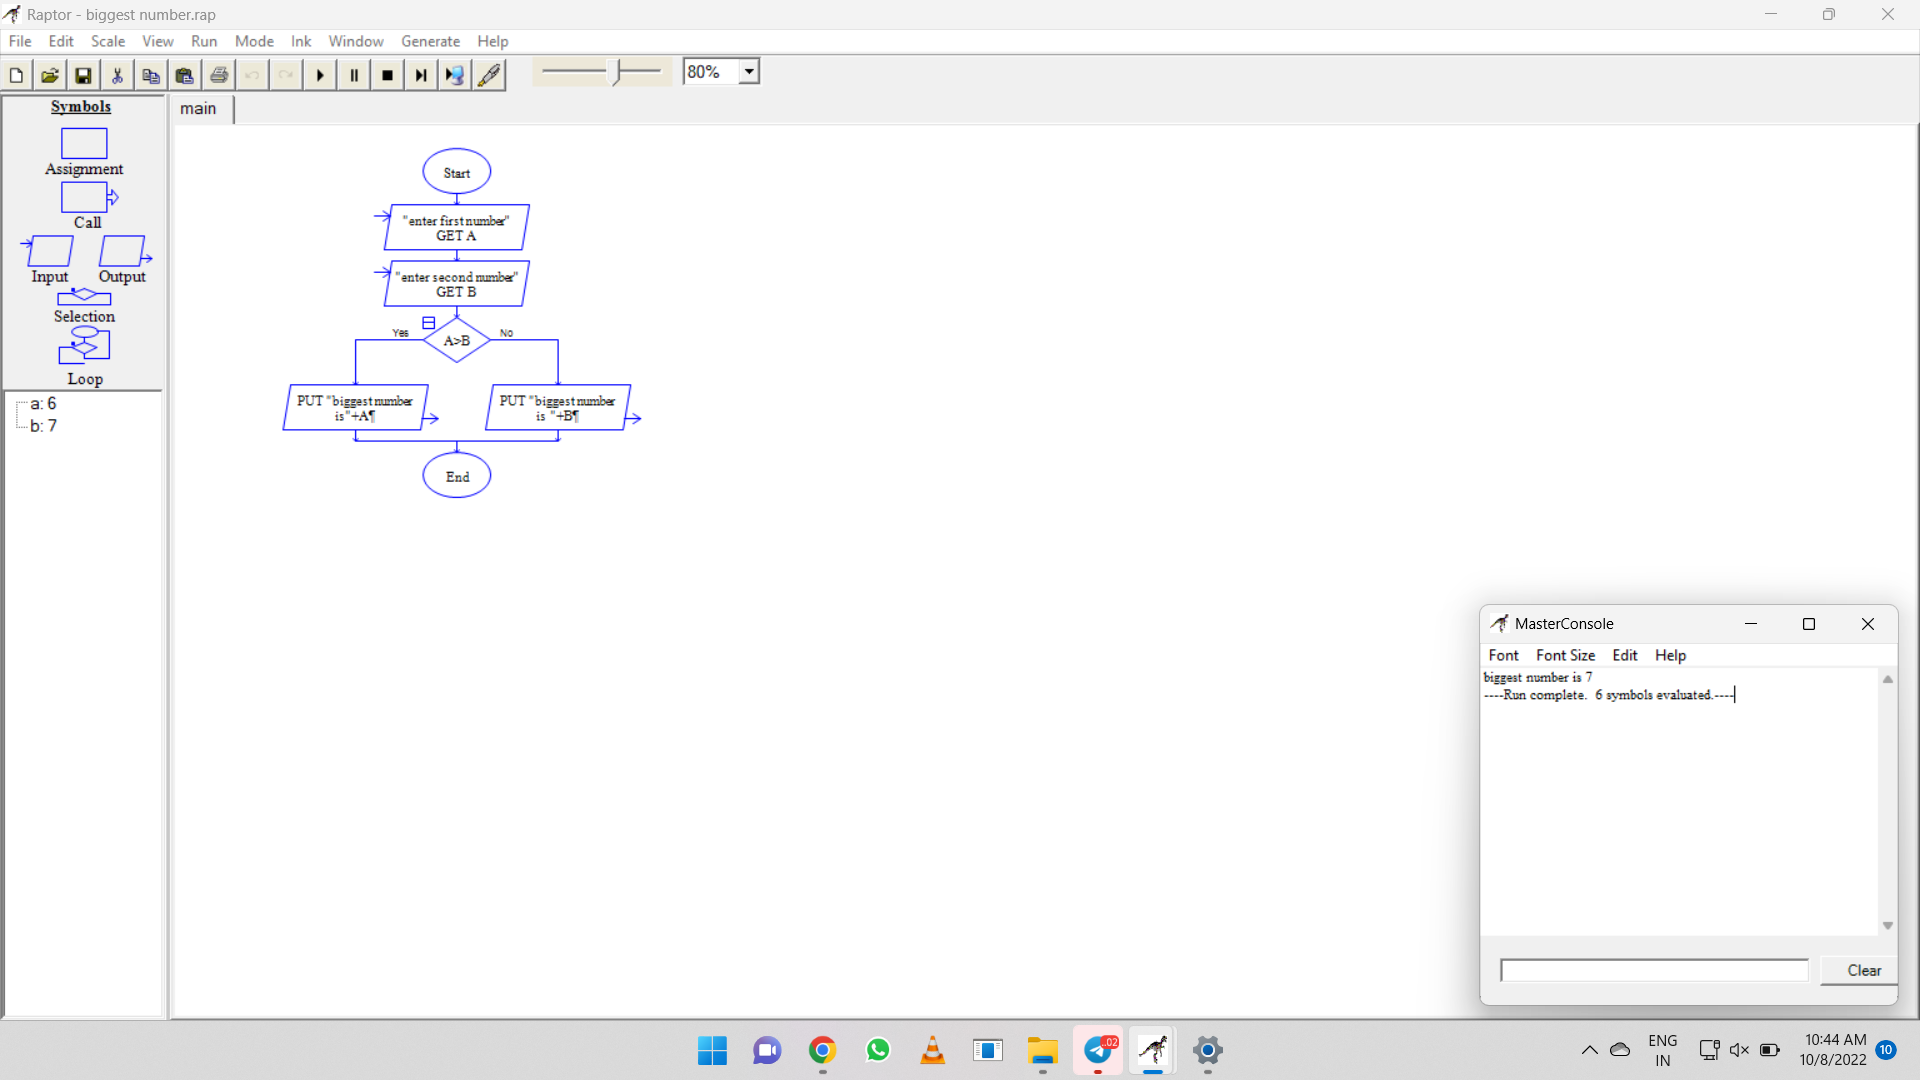 Raptor - biggest number.rap
File Edit Scale View Run Mode Ink Window Generate Help
80%
Symbols
Assignment
Call
Input Output
Selection
Loop
a: 6
b: 7
main
Start
"enter first number"
GET A
"enter second number"
GET B
Yes A>B No
PUT "biggest number
is"+A¶
PUT "biggest number
is "+B¶
End
MasterConsole
Font Font Size Edit Help
biggest number is 7
----Run complete.  6 symbols evaluated.----
Clear
.02
ENG
IN
10:44 AM
10/8/2022
10